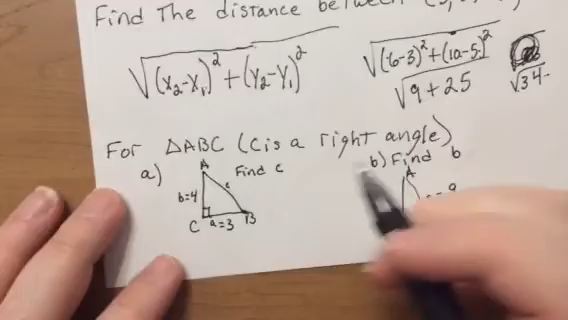 Find The distance between
√(x₂-x₁)² + (y₂-y₁)²
√(6-3)² + (10-5)²
√9+25
√34
For △ABC (C is a right angle)
a) Find c
A
b=4
c
C a=3 B
b) Find b
A